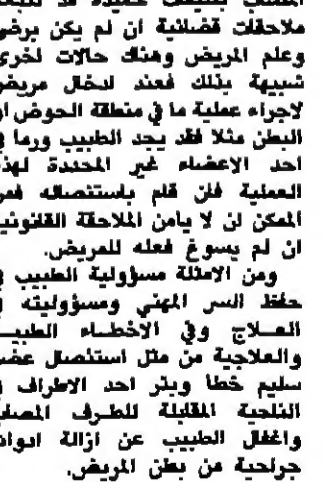 ملاحقات قضائية ان لم يكن برضى
وعلم المريض وهناك حالات اخرى
شبيهة بذلك فعند ادخال مريض
لاجراء عملية ما في منطقة الحوض او
البطن مثلا فقد يجد الطبيب ورما في
احد الاعضاء غير المحددة لهذه
العملية فان قام باستئصاله فمن
الممكن ان لا يأمن الملاحقة القانونية
ان لم يسوغ فعله للمريض.
ومن الامثلة مسؤولية الطبيب في
حفظ السر المهني ومسؤوليته في
العلاج وفي الاخطاء الطبية
والعلاجية من مثل استئصال عضو
سليم خطا وبتر احد الاطراف في
الناحية المقابلة للطرف المصاب
واغفال الطبيب عن ازالة ادوات
جراحية من بطن المريض.